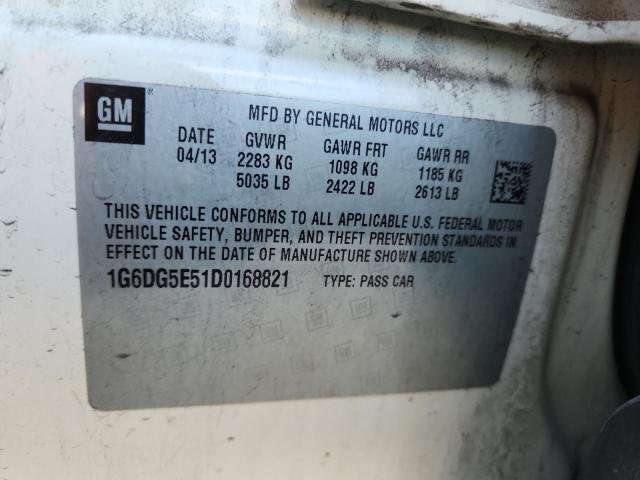 GM
MFD BY GENERAL MOTORS LLC
DATE GVWR GAWR FRT GAWR RR
04/13 2283 KG 1098 KG 1185 KG
5035 LB 2422 LB 2613 LB
THIS VEHICLE CONFORMS TO ALL APPLICABLE U.S. FEDERAL MOTOR
VEHICLE SAFETY, BUMPER, AND THEFT PREVENTION STANDARDS IN
EFFECT ON THE DATE OF MANUFACTURE SHOWN ABOVE.
1G6DG5E51D0168821 TYPE: PASS CAR